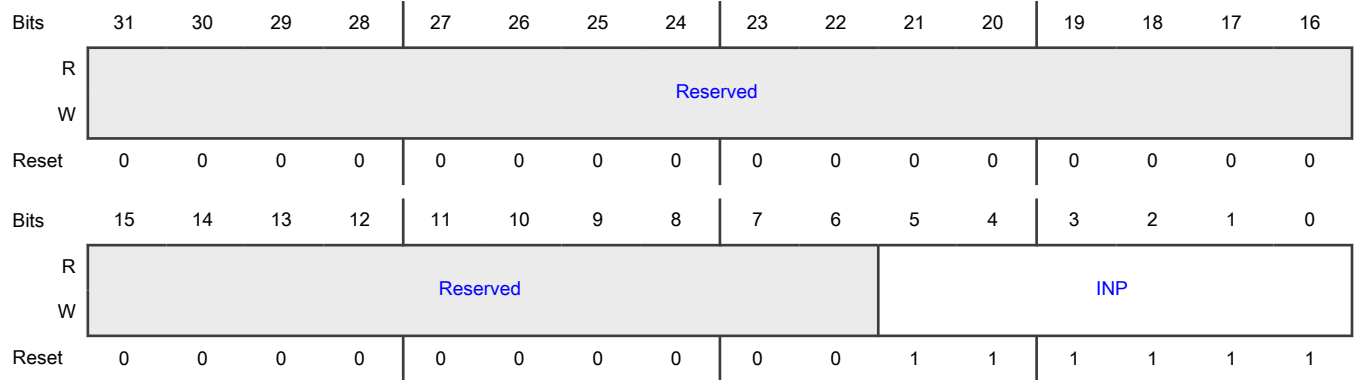 Bits 31 30 29 28 27 26 25 24 23 22 21 20 19 18 17 16
R
Reserved
W
Reset 0 0 0 0 0 0 0 0 0 0 0 0 0 0 0 0
Bits 15 14 13 12 11 10 9 8 7 6 5 4 3 2 1 0
R
Reserved INP
W
Reset 0 0 0 0 0 0 0 0 0 0 1 1 1 1 1 1